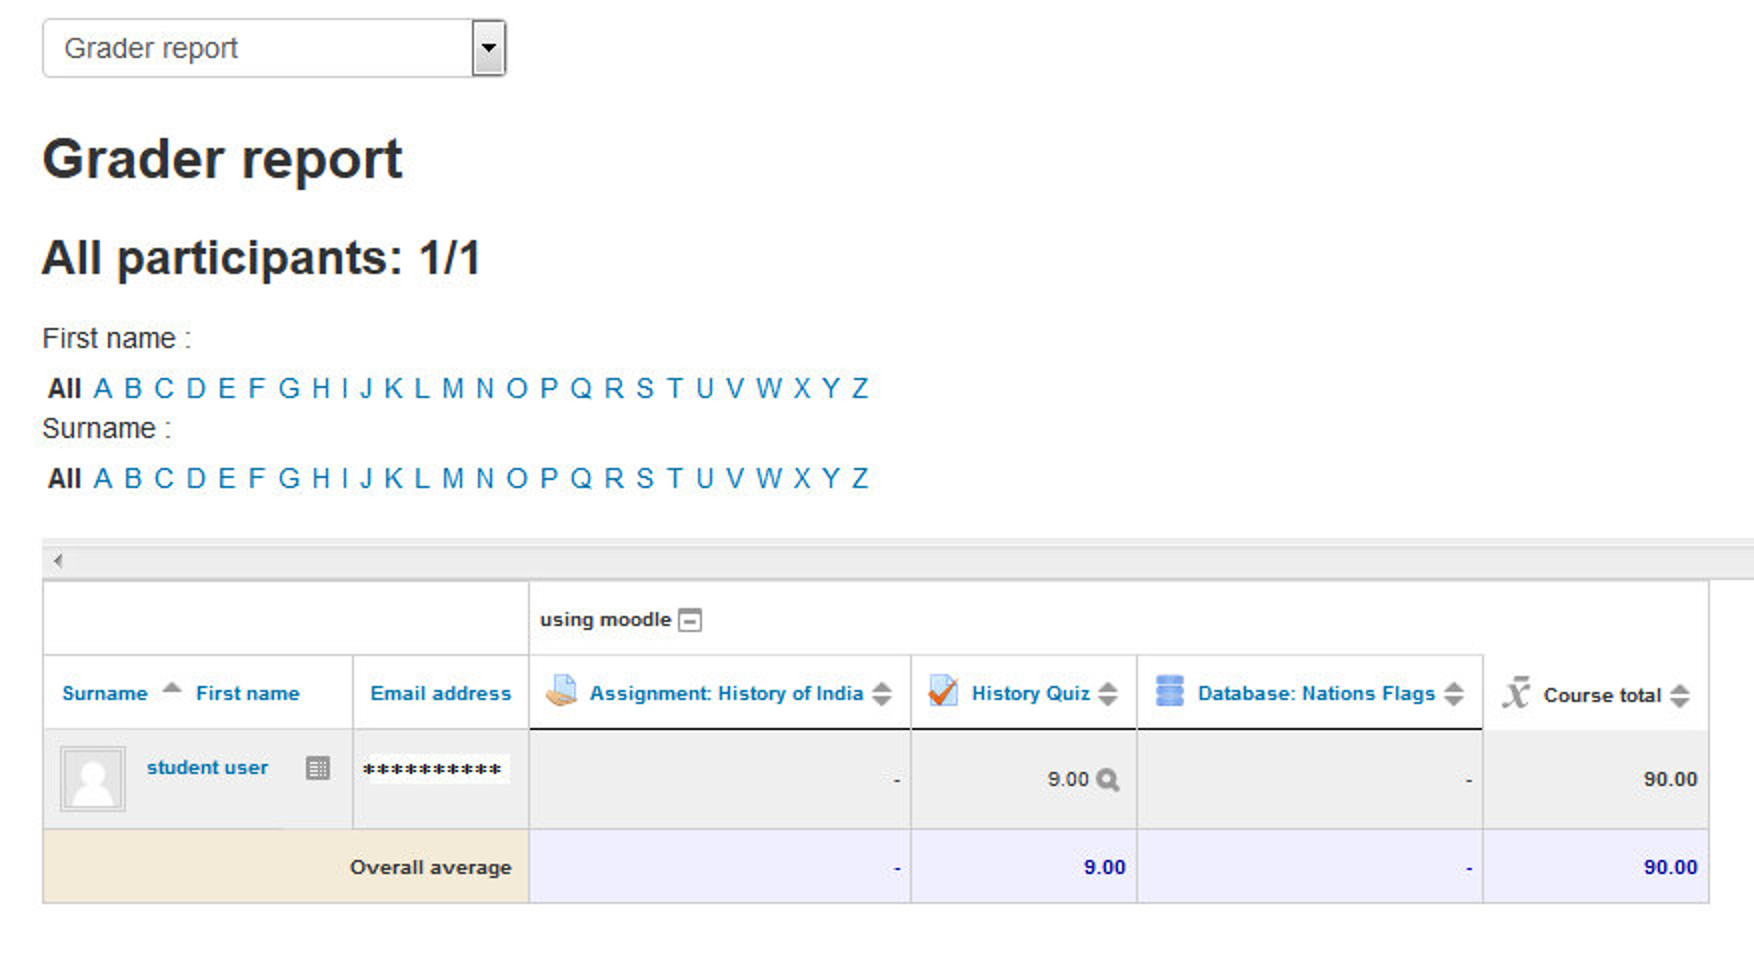 Grader report
Grader report
All participants: 1/1
First name :
All A B C D E F G H I J K L M N O P Q R S T U V W X Y Z
Surname :
All A B C D E F G H I J K L M N O P Q R S T U V W X Y Z
using moodle
Surname First name Email address Assignment: History of India History Quiz Database: Nations Flags x̄ Course total
student user ********** - 9.00 - 90.00
Overall average - 9.00 - 90.00